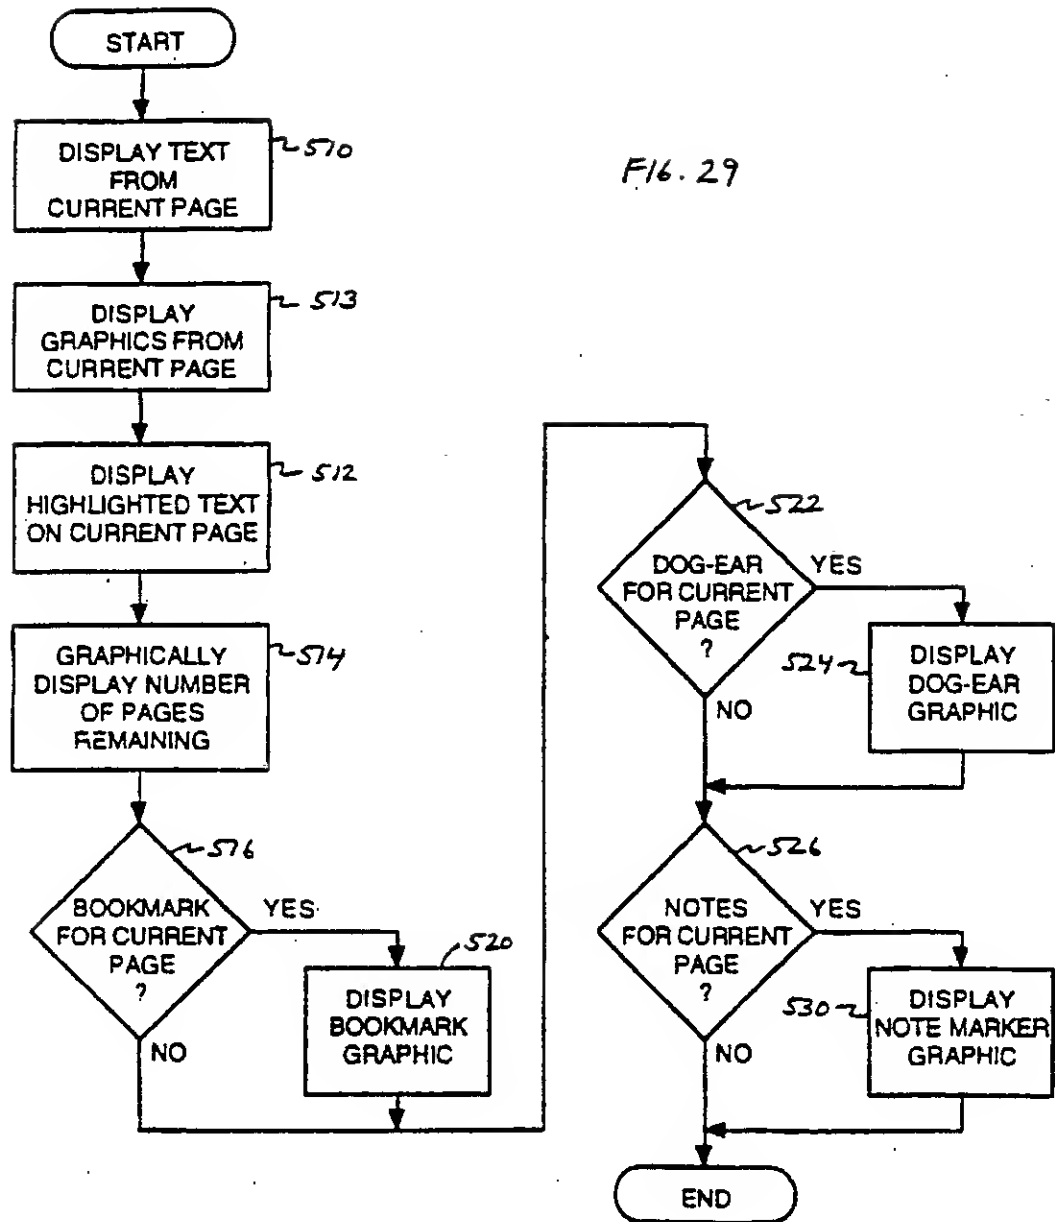 START
DISPLAY TEXT
FROM
CURRENT PAGE
510
FIG. 29
DISPLAY
GRAPHICS FROM
CURRENT PAGE
513
DISPLAY
HIGHLIGHTED TEXT
ON CURRENT PAGE
512
GRAPHICALLY
DISPLAY NUMBER
OF PAGES
REMAINING
514
BOOKMARK
FOR CURRENT
PAGE
?
516
YES
NO
DISPLAY
BOOKMARK
GRAPHIC
520
DOG-EAR
FOR CURRENT
PAGE
?
522
YES
NO
DISPLAY
DOG-EAR
GRAPHIC
524
NOTES
FOR CURRENT
PAGE
?
526
YES
NO
DISPLAY
NOTE MARKER
GRAPHIC
530
END